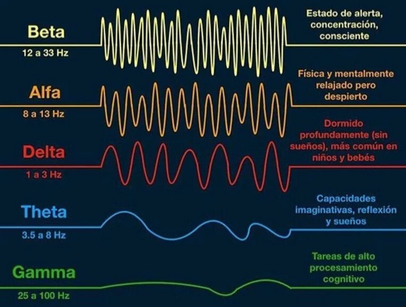 Beta
12 a 33 Hz
Estado de alerta,
concentración,
consciente
Alfa
8 a 13 Hz
Física y mentalmente
relajado pero
despierto
Delta
1 a 3 Hz
Dormido
profundamente (sin
sueños), más común en
niños y bebés
Theta
3.5 a 8 Hz
Capacidades
imaginativas, reflexión
y sueños
Gamma
25 a 100 Hz
Tareas de alto
procesamiento
cognitivo